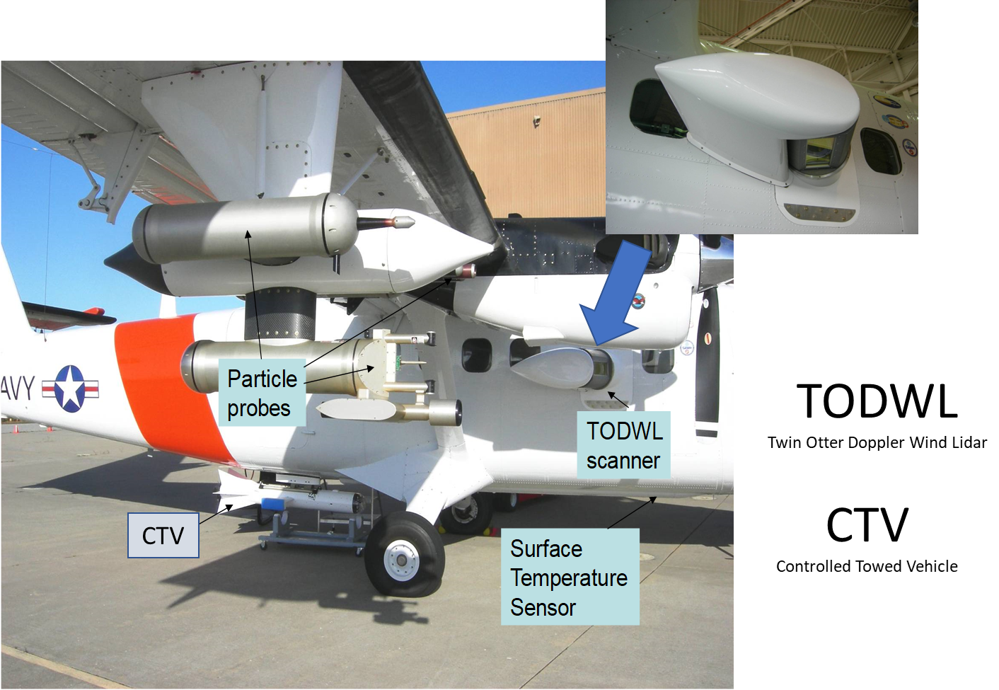 AVY
Particle
probes
TODWL
scanner
CTV
Surface
Temperature
Sensor
TODWL
Twin Otter Doppler Wind Lidar
CTV
Controlled Towed Vehicle